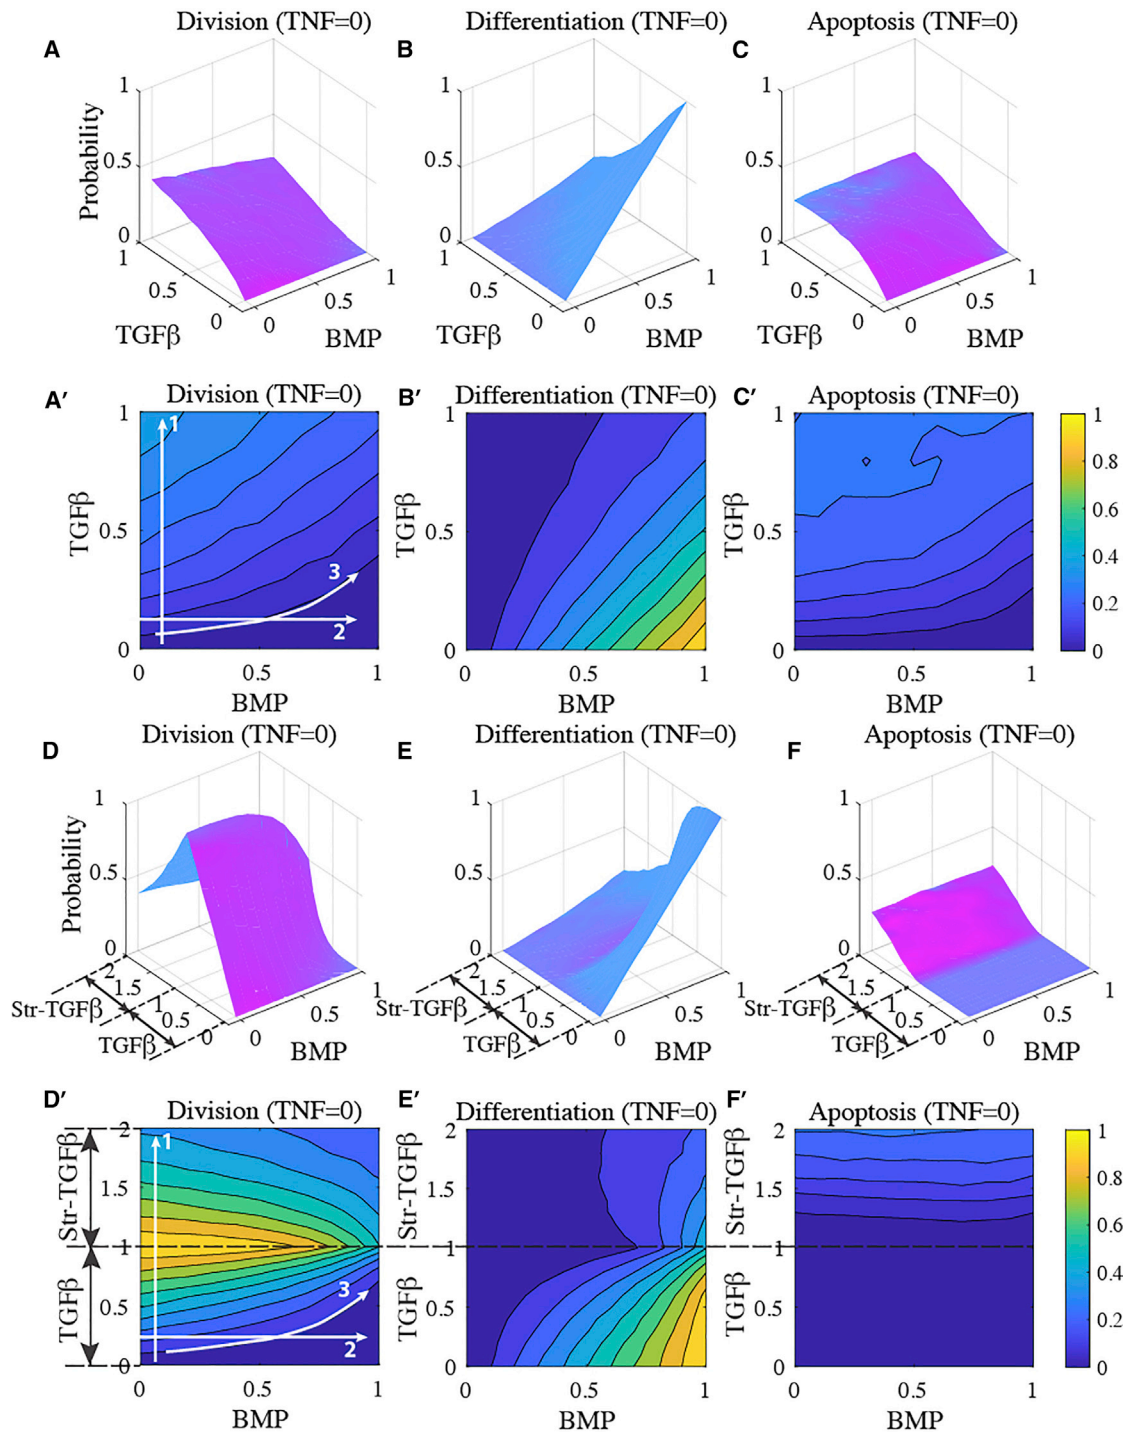 A Division (TNF=0) B Differentiation (TNF=0) C Apoptosis (TNF=0)
Probability
1 1 1
0.5 0.5 0.5
0 0 0
1 1 1 1 1 1
0.5 0.5 0.5 0.5 0.5 0.5
0 0 0 0 0 0
TGFβ BMP TGFβ BMP TGFβ BMP
A′ Division (TNF=0) B′ Differentiation (TNF=0) C′ Apoptosis (TNF=0)
1 1 1 1
1 0.8
TGFβ 0.5 TGFβ 0.5 TGFβ 0.5 0.6
3 0.4
2 0.2
0 0 0 0
0 0.5 1 0 0.5 1 0 0.5 1
BMP BMP BMP
D Division (TNF=0) E Differentiation (TNF=0) F Apoptosis (TNF=0)
Probability
1 1 1
0.5 0.5 0.5
0 0 0
2 1.5 1 0.5 0 0 0.5 1 2 1.5 1 0.5 0 0 0.5 1 2 1.5 1 0.5 0 0 0.5 1
Str-TGFβ Str-TGFβ Str-TGFβ
TGFβ BMP TGFβ BMP TGFβ BMP
D′ Division (TNF=0) E′ Differentiation (TNF=0) F′ Apoptosis (TNF=0)
2 2 2 1
1 0.8
Str-TGFβ 1.5 Str-TGFβ 1.5 Str-TGFβ 1.5
1 1 1 0.6
TGFβ 0.5 TGFβ 0.5 TGFβ 0.5 0.4
3 0.2
2
0 0 0 0
0 0.5 1 0 0.5 1 0 0.5 1
BMP BMP BMP